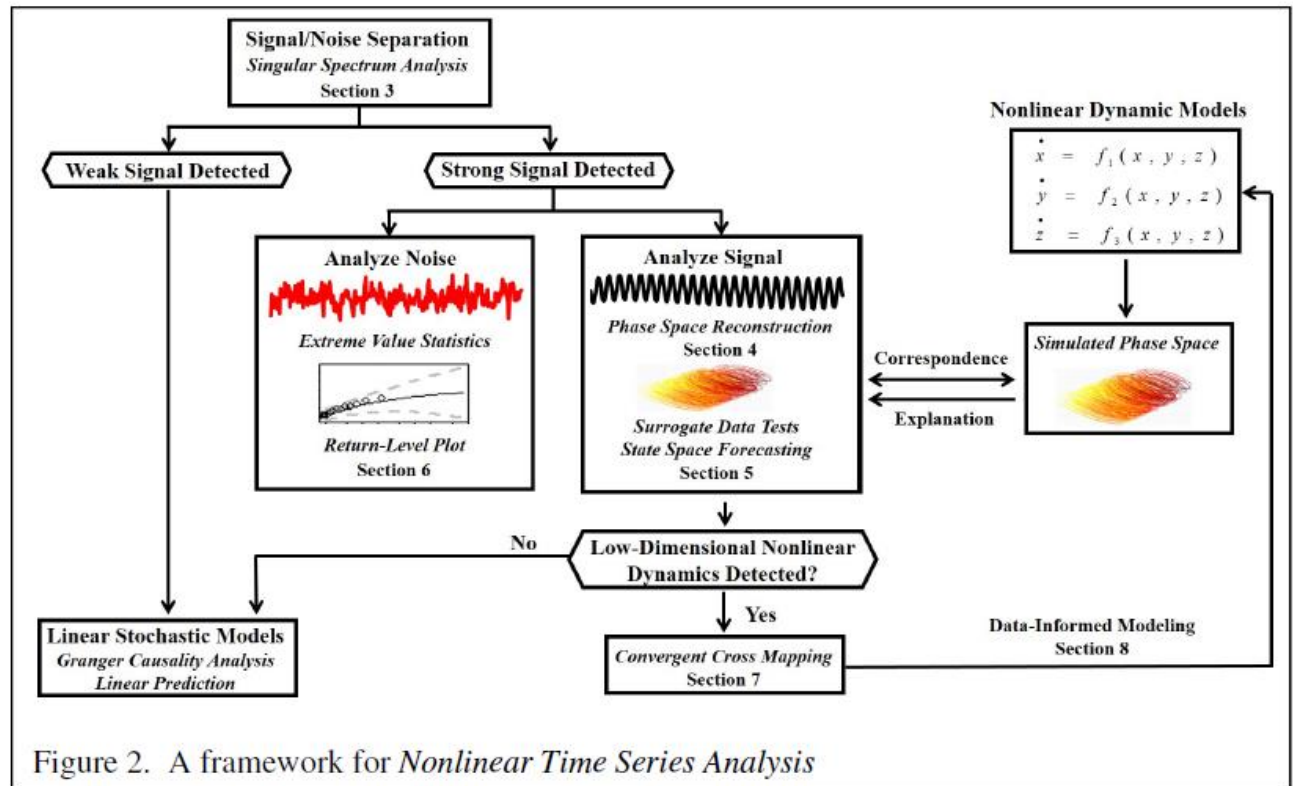 Signal/Noise Separation
Singular Spectrum Analysis
Section 3
Weak Signal Detected
Strong Signal Detected
Nonlinear Dynamic Models
ẋ = f₁ ( x , y , z )
ẏ = f₂ ( x , y , z )
ż = f₃ ( x , y , z )
Analyze Noise
Extreme Value Statistics
Return-Level Plot
Section 6
Analyze Signal
Phase Space Reconstruction
Section 4
Surrogate Data Tests
State Space Forecasting
Section 5
Correspondence
Explanation
Simulated Phase Space
No
Low-Dimensional Nonlinear
Dynamics Detected?
Yes
Linear Stochastic Models
Granger Causality Analysis
Linear Prediction
Convergent Cross Mapping
Section 7
Data-Informed Modeling
Section 8
Figure 2. A framework for Nonlinear Time Series Analysis